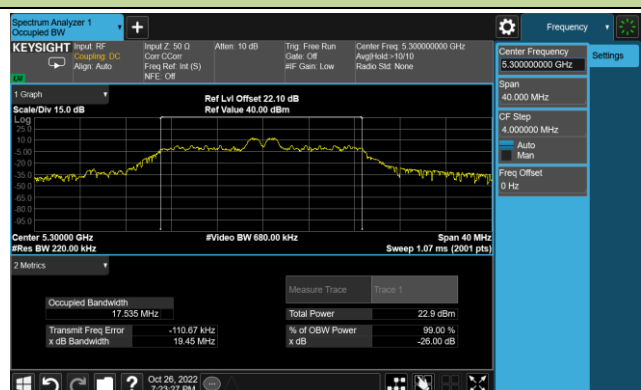 Spectrum Analyzer 1
Occupied BW
Frequency
KEYSIGHT
Input: RF
Coupling: DC
Align: Auto
Input Z: 50 Ω
Corr CCorr
Freq Ref: Int (S)
NFE: Off
Atten: 10 dB
Trig: Free Run
Gate: Off
#IF Gain: Low
Center Freq: 5.300000000 GHz
Avg|Hold:>10/10
Radio Std: None
Center Frequency
5.300000000 GHz
Settings
Span
40.000 MHz
CF Step
4.000000 MHz
Auto
Man
Freq Offset
0 Hz
1 Graph
Scale/Div 15.0 dB
Ref Lvl Offset 22.10 dB
Ref Value 40.00 dBm
Log
25.0
10.0
-5.00
-20.0
-35.0
-50.0
-65.0
-80.0
-95.0
Center 5.30000 GHz
#Res BW 220.00 kHz
#Video BW 680.00 kHz
Span 40 MHz
Sweep 1.07 ms (2001 pts)
2 Metrics
Measure Trace
Trace 1
Occupied Bandwidth
17.535 MHz
Total Power
22.9 dBm
Transmit Freq Error
-110.67 kHz
% of OBW Power
99.00 %
x dB Bandwidth
19.45 MHz
x dB
-26.00 dB
Oct 26, 2022
7:23:27 PM